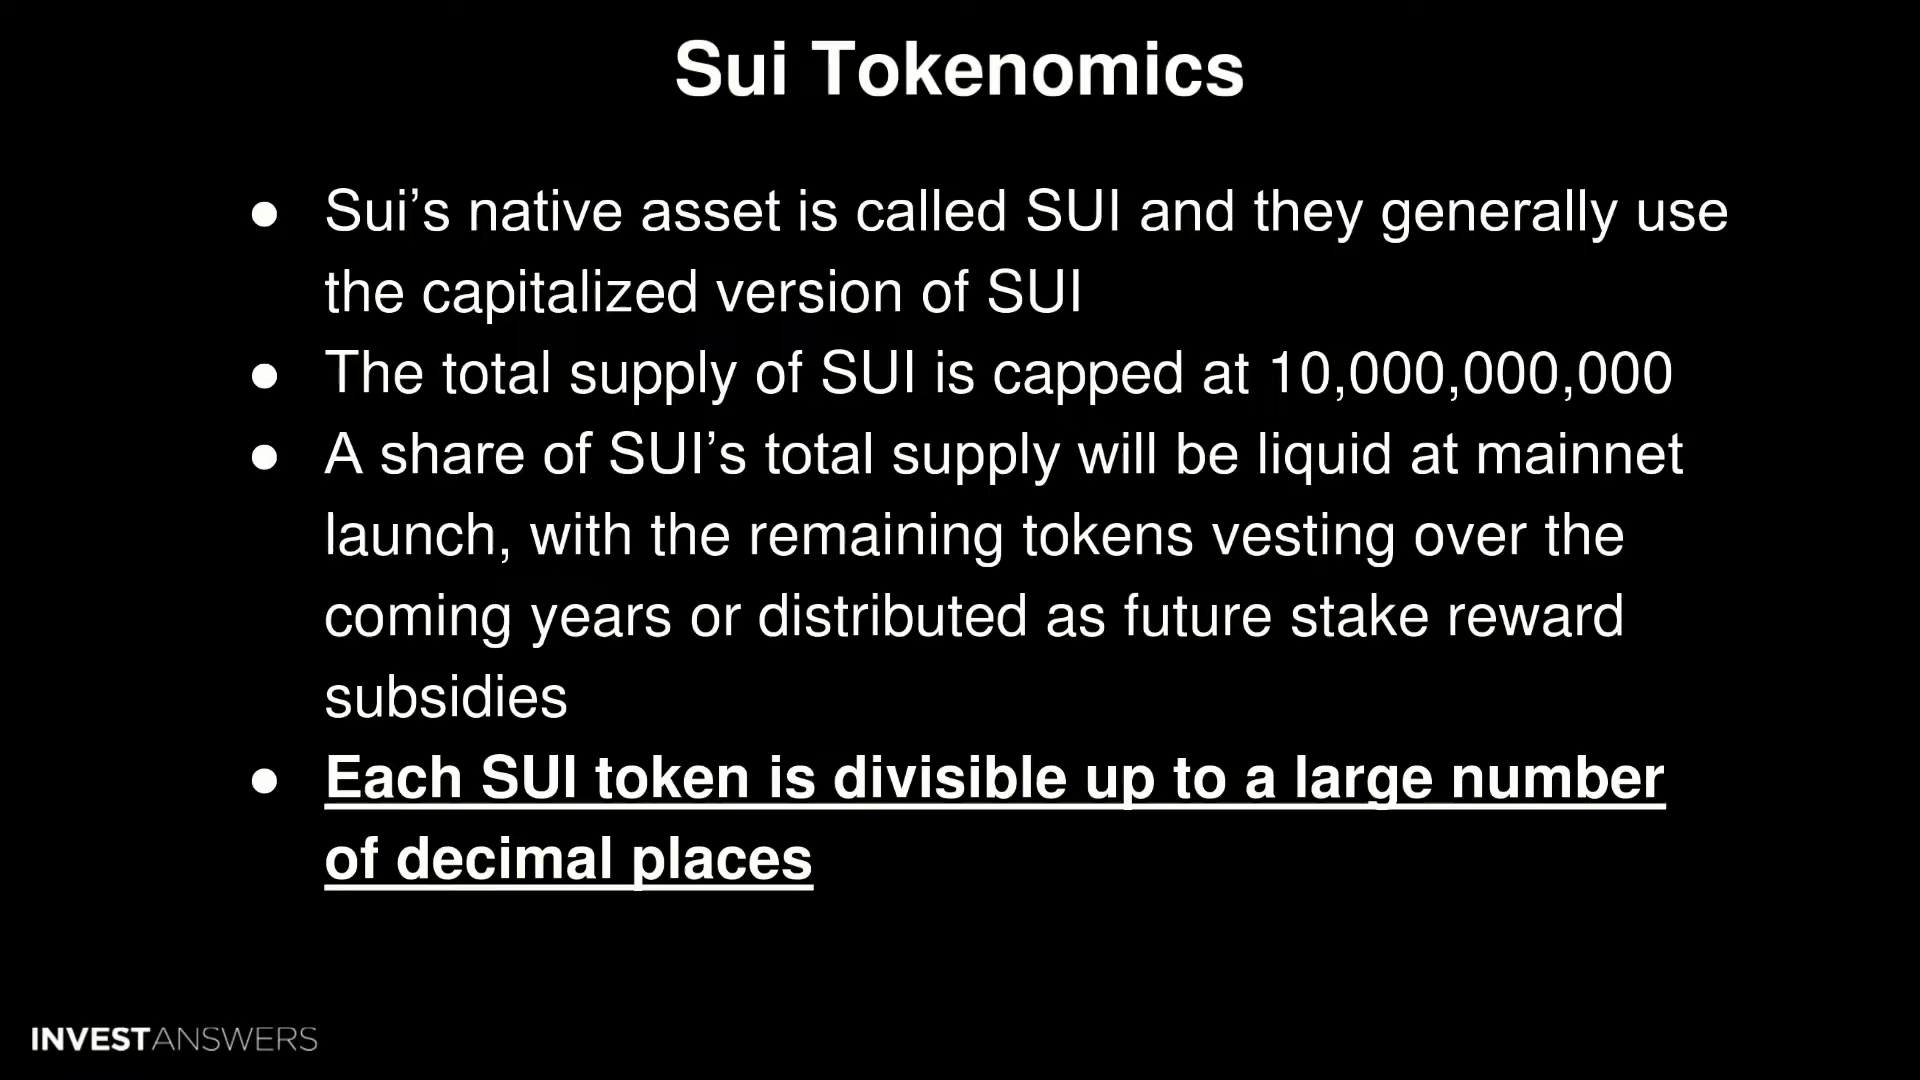 Sui Tokenomics
● Sui’s native asset is called SUI and they generally use
the capitalized version of SUI
● The total supply of SUI is capped at 10,000,000,000
● A share of SUI’s total supply will be liquid at mainnet
launch, with the remaining tokens vesting over the
coming years or distributed as future stake reward
subsidies
● Each SUI token is divisible up to a large number
of decimal places
INVESTANSWERS